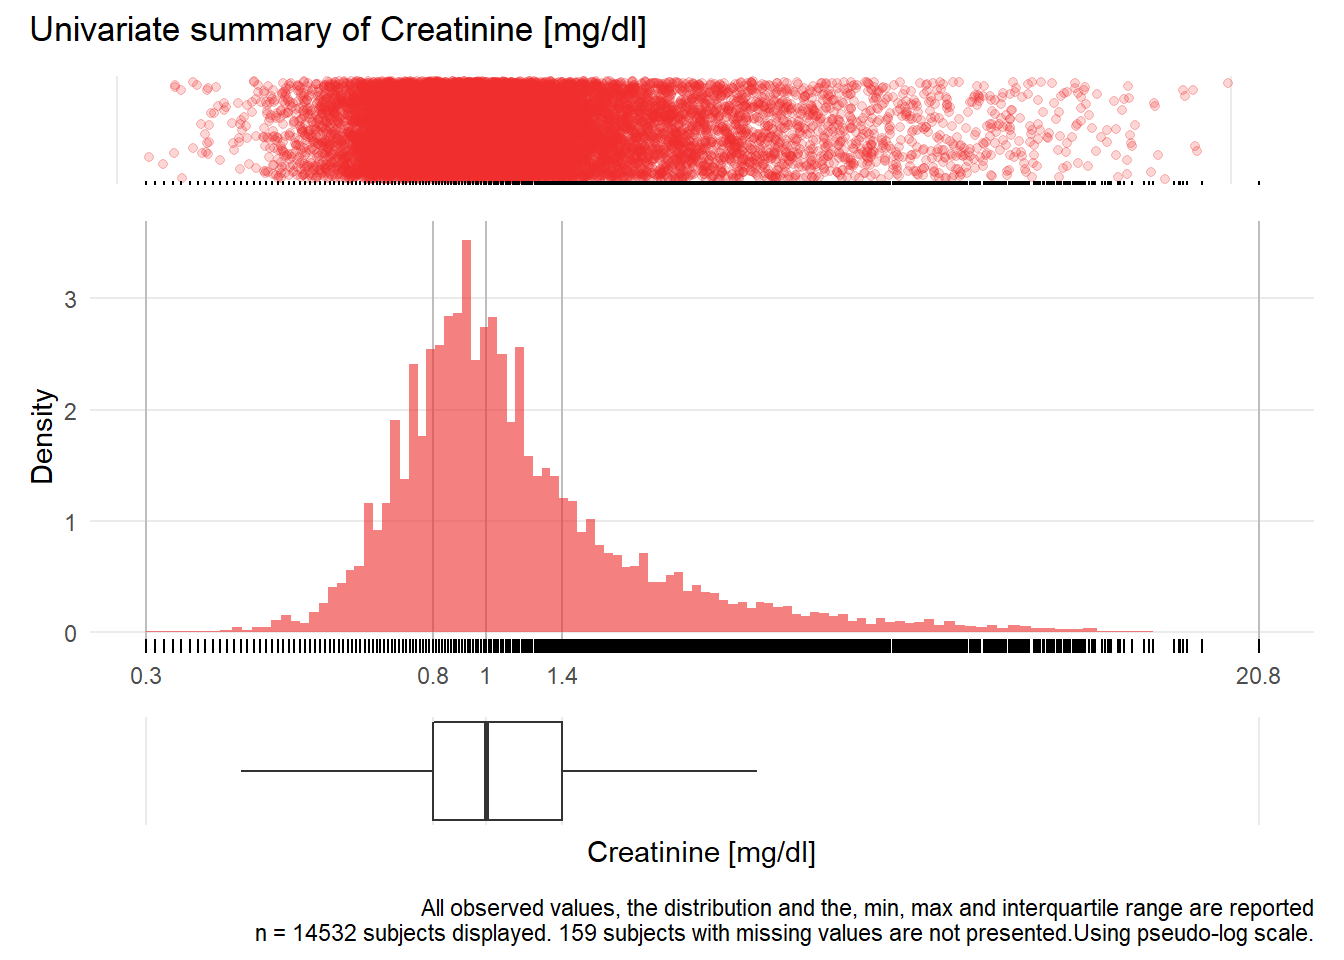 Univariate summary of Creatinine [mg/dl]
3
2
1
0
Density
0.3 0.8 1 1.4 20.8
Creatinine [mg/dl]
All observed values, the distribution and the, min, max and interquartile range are reported
n = 14532 subjects displayed. 159 subjects with missing values are not presented.Using pseudo-log scale.